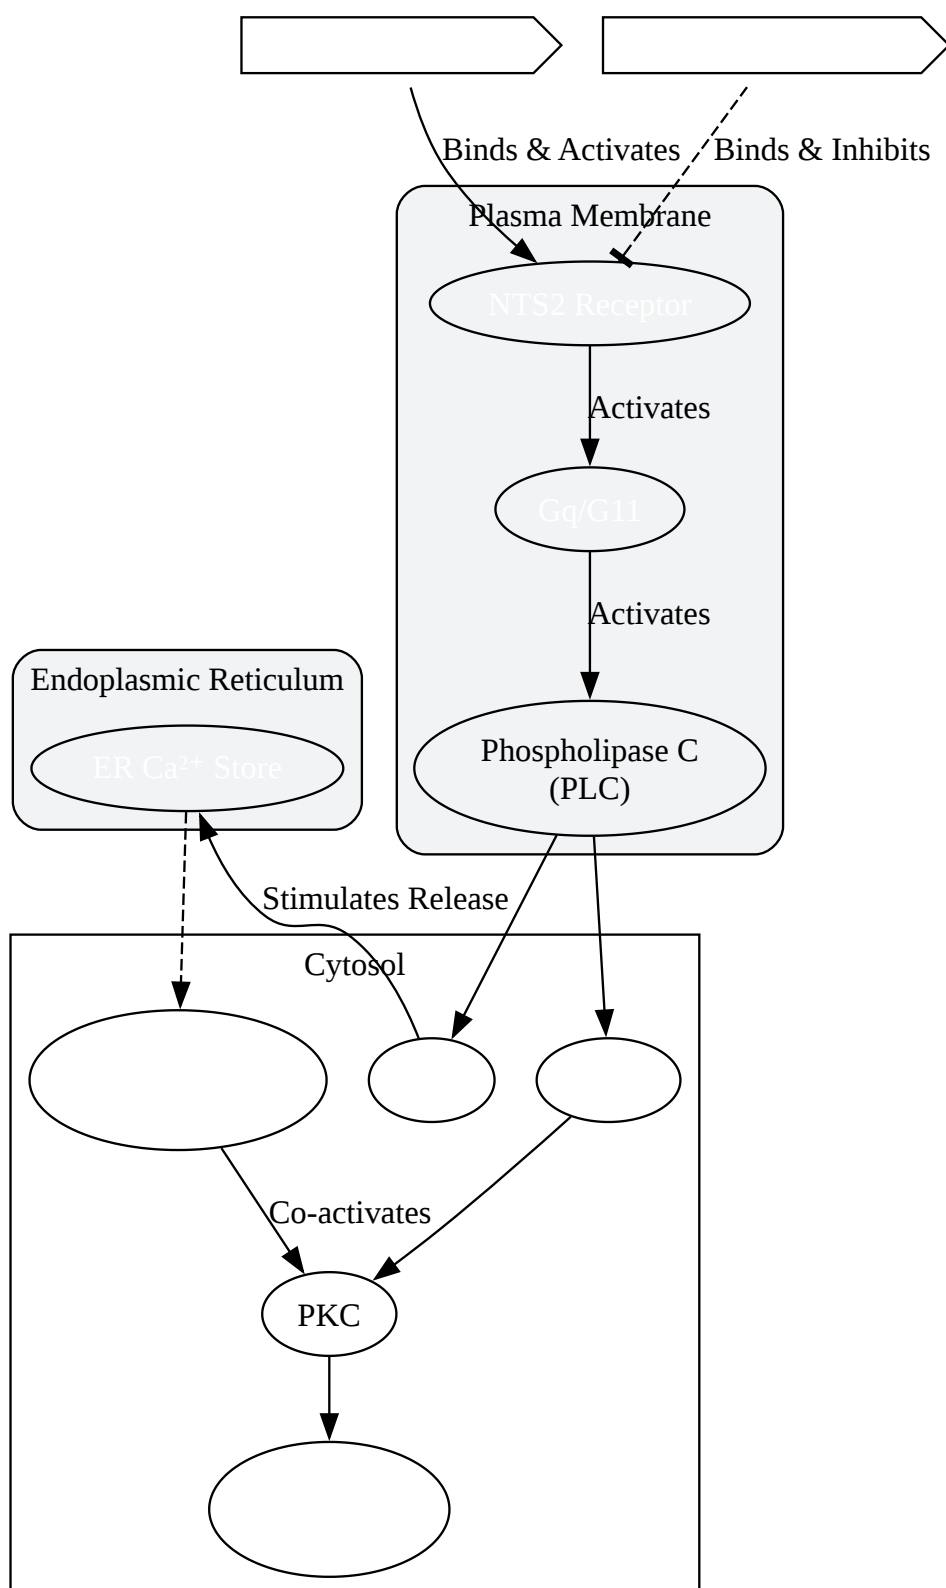 Binds & Activates
Binds & Inhibits
Plasma Membrane
NTS2 Receptor
Activates
Gq/G11
Activates
Endoplasmic Reticulum
ER Ca²⁺ Store
Phospholipase C
(PLC)
Stimulates Release
Cytosol
Co-activates
PKC